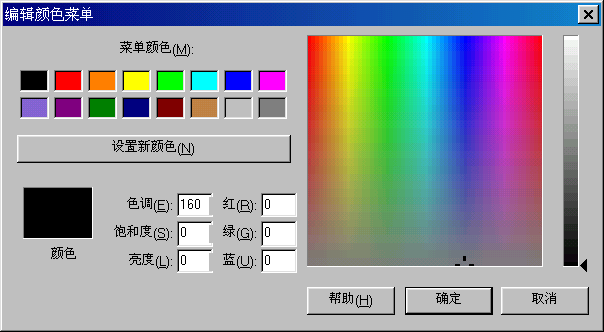 编辑颜色菜单
菜单颜色(M):
设置新颜色(N)
色调(E): 160 红(R): 0
饱和度(S): 0 绿(G): 0
颜色 亮度(L): 0 蓝(U): 0
帮助(H) 确定 取消